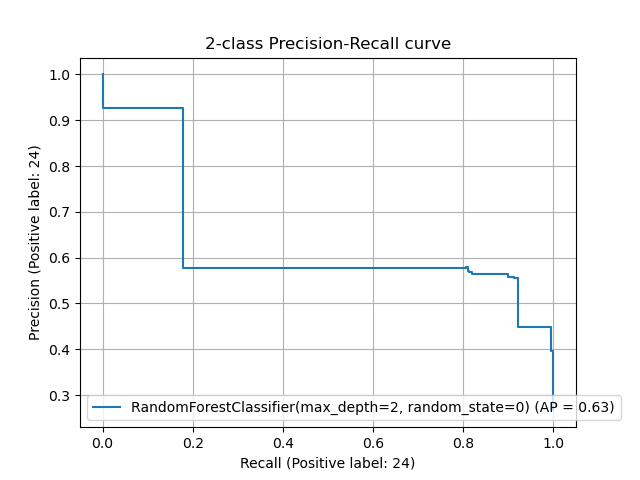 2-class Precision-Recall curve
1.0
0.9
0.8
0.7
0.6
0.5
0.4
0.3
Precision (Positive label: 24)
RandomForestClassifier(max_depth=2, random_state=0) (AP = 0.63)
0.0 0.2 0.4 0.6 0.8 1.0
Recall (Positive label: 24)